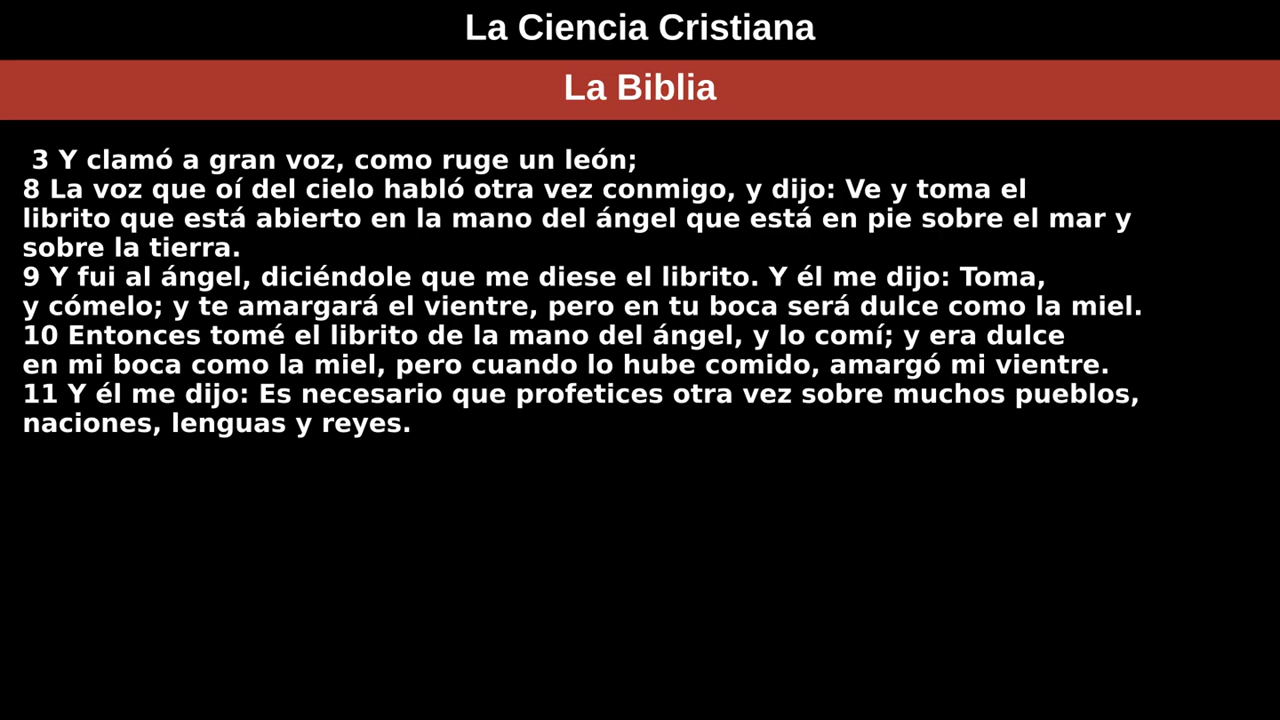 La Ciencia Cristiana
La Biblia
3 Y clamó a gran voz, como ruge un león;
8 La voz que oí del cielo habló otra vez conmigo, y dijo: Ve y toma el
librito que está abierto en la mano del ángel que está en pie sobre el mar y
sobre la tierra.
9 Y fui al ángel, diciéndole que me diese el librito. Y él me dijo: Toma,
y cómelo; y te amargará el vientre, pero en tu boca será dulce como la miel.
10 Entonces tomé el librito de la mano del ángel, y lo comí; y era dulce
en mi boca como la miel, pero cuando lo hube comido, amargó mi vientre.
11 Y él me dijo: Es necesario que profetices otra vez sobre muchos pueblos,
naciones, lenguas y reyes.